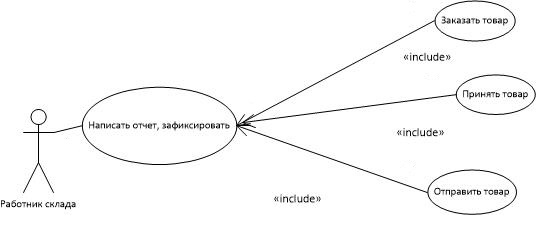 Заказать товар
«include»
Принять товар
Написать отчет, зафиксировать
«include»
Отправить товар
Работник склада
«include»